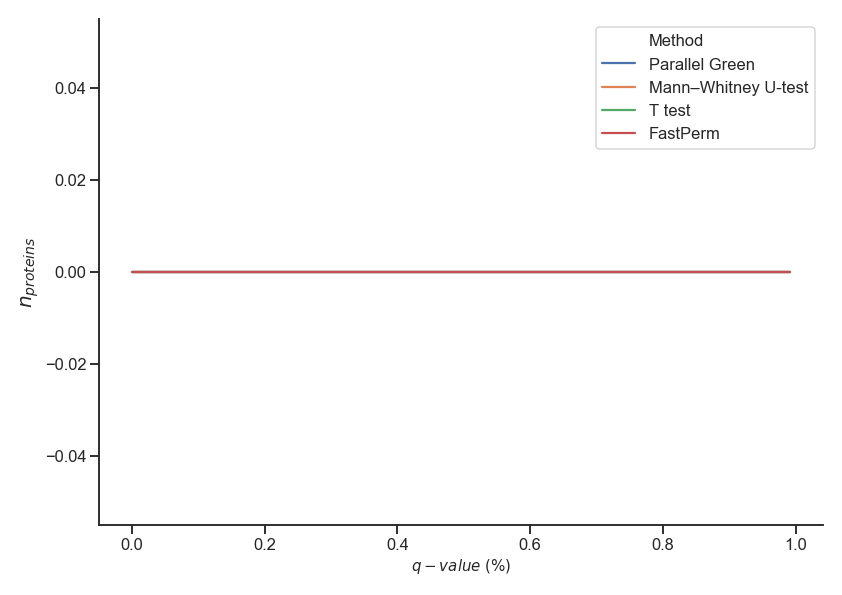 Method
Parallel Green
Mann–Whitney U-test
T test
FastPerm
0.04
0.02
0.00
−0.02
−0.04
n_proteins
0.0 0.2 0.4 0.6 0.8 1.0
q − value (%)